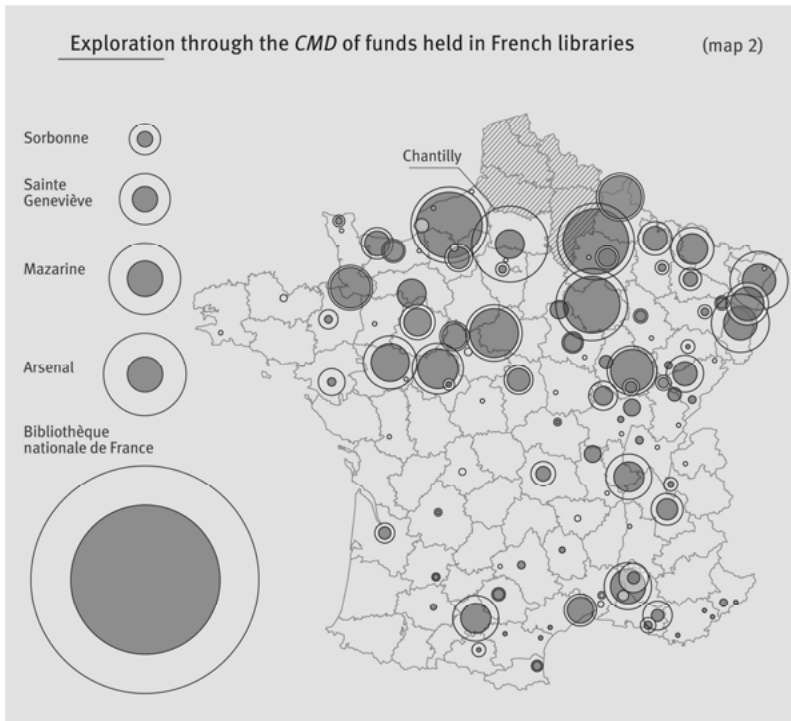 Exploration through the CMD of funds held in French libraries (map 2)
Sorbonne
Chantilly
Sainte
Geneviève
Mazarine
Arsenal
Bibliothèque
nationale de France